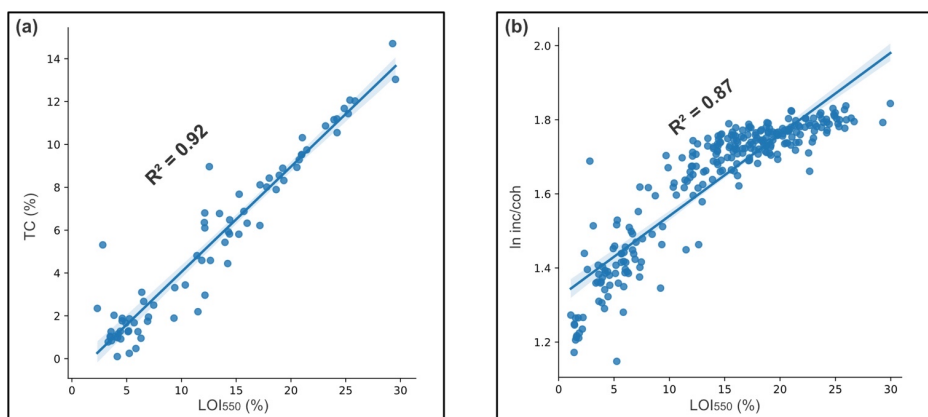 (a)
R² = 0.92
TC (%)
14
12
10
8
6
4
2
0
0 5 10 15 20 25 30
LOI550 (%)
(b)
R² = 0.87
ln inc/coh
2.0
1.8
1.6
1.4
1.2
0 5 10 15 20 25 30
LOI550 (%)